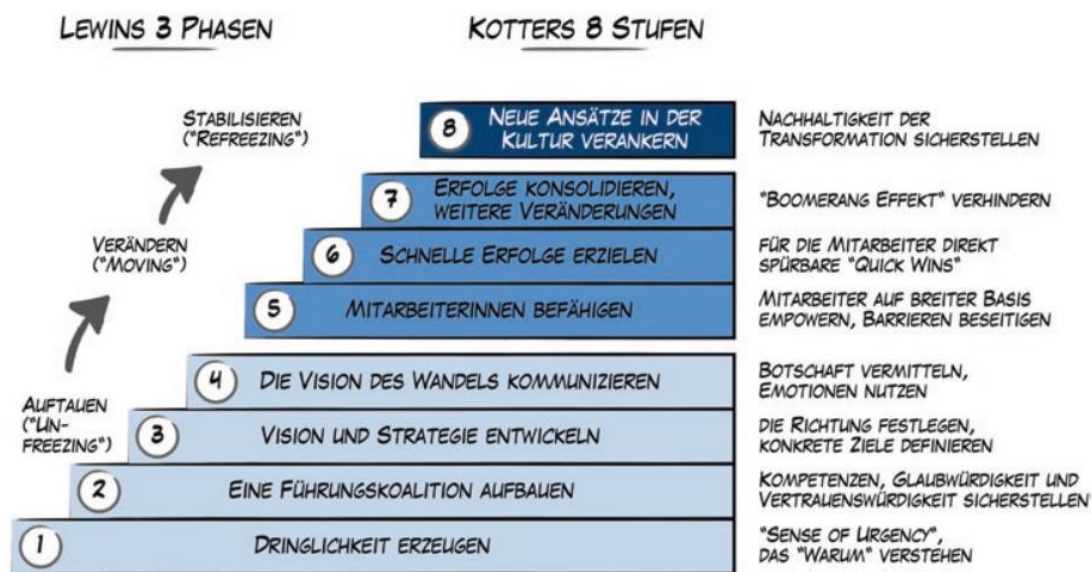 LEWINS 3 PHASEN
KOTTERS 8 STUFEN
STABILISIEREN
("REFREEZING")
8
NEUE ANSÄTZE IN DER
KULTUR VERANKERN
NACHHALTIGKEIT DER
TRANSFORMATION SICHERSTELLEN
7
ERFOLGE KONSOLIDIEREN,
WEITERE VERÄNDERUNGEN
"BOOMERANG EFFEKT" VERHINDERN
VERÄNDERN
("MOVING")
6
SCHNELLE ERFOLGE ERZIELEN
FÜR DIE MITARBEITER DIREKT
SPÜRBARE "QUICK WINS"
5
MITARBEITERINNEN BEFÄHIGEN
MITARBEITER AUF BREITER BASIS
EMPOWERN, BARRIEREN BESEITIGEN
4
DIE VISION DES WANDELS KOMMUNIZIEREN
BOTSCHAFT VERMITTELN,
EMOTIONEN NUTZEN
AUFTAUEN
("UN-
FREEZING")
3
VISION UND STRATEGIE ENTWICKELN
DIE RICHTUNG FESTLEGEN,
KONKRETE ZIELE DEFINIEREN
2
EINE FÜHRUNGSKOALITION AUFBAUEN
KOMPETENZEN, GLAUBWÜRDIGKEIT UND
VERTRAUENSWÜRDIGKEIT SICHERSTELLEN
1
DRINGLICHKEIT ERZEUGEN
"SENSE OF URGENCY",
DAS "WARUM" VERSTEHEN